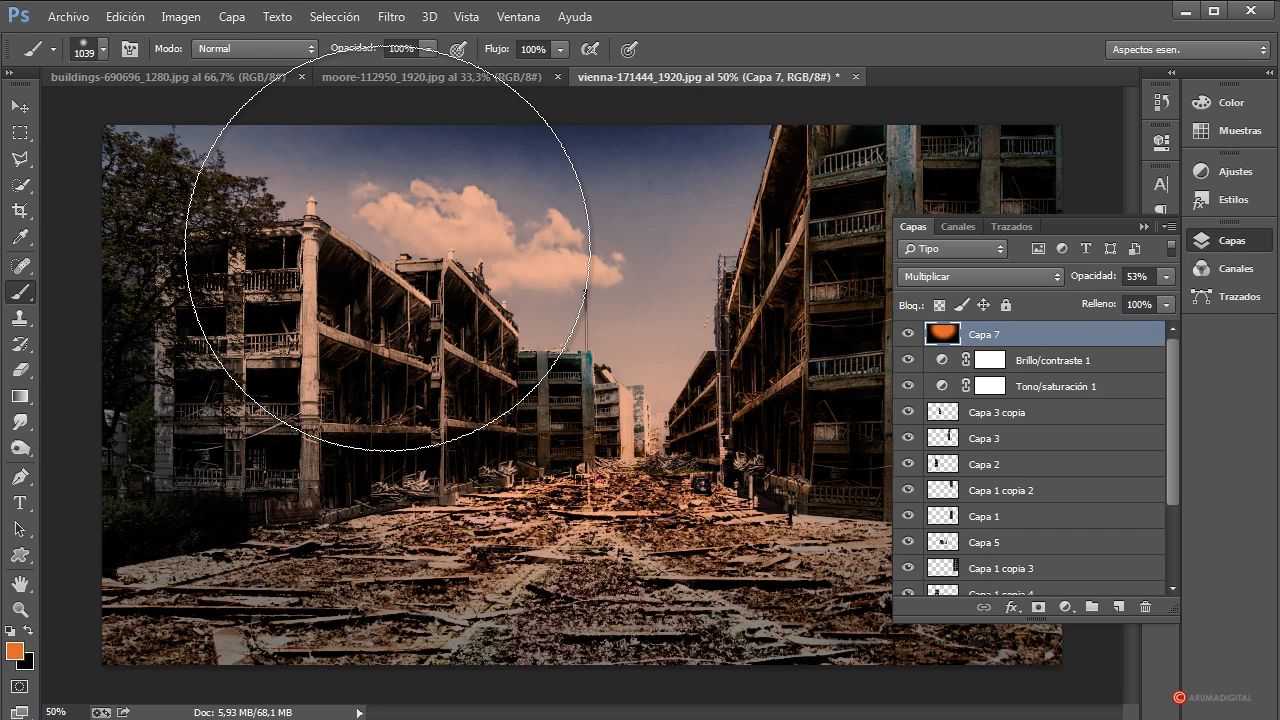 Ps Archivo Edición Imagen Capa Texto Selección Filtro 3D Vista Ventana Ayuda
1039 Modo: Normal Opacidad: 100% Flujo: 100% Aspectos esen.
buildings-690696_1280.jpg al 66,7% (RGB/8#) × moore-112950_1920.jpg al 33,3% (RGB/8#) × vienna-171444_1920.jpg al 50% (Capa 7, RGB/8#) * ×
Color
Muestras
Ajustes
Estilos
Capas
Canales
Trazados
Capas Canales Trazados
Tipo
Multiplicar Opacidad: 53%
Bloq.: Relleno: 100%
Capa 7
Brillo/contraste 1
Tono/saturación 1
Capa 3 copia
Capa 3
Capa 2
Capa 1 copia 2
Capa 1
Capa 5
Capa 1 copia 3
Capa 1 copia 4
fx
© ARUMADIGITAL
50% Doc: 5,93 MB/68,1 MB